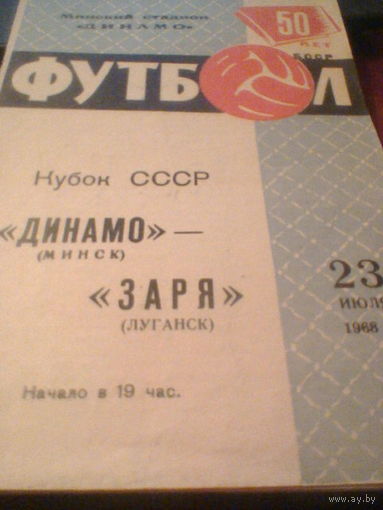 Минский стадион
«ДИНАМО»
50
ЛЕТ
БССР
ФУТБОЛ
Кубок СССР
«ДИНАМО» —
(МИНСК)
«ЗАРЯ»
(ЛУГАНСК)
23
ИЮЛЯ
1968
Начало в 19 час.
www.ay.by